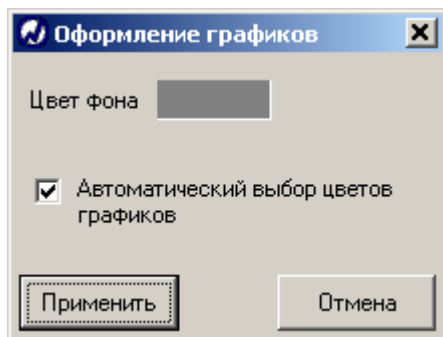 Оформление графиков
Цвет фона
Автоматический выбор цветов
графиков
Применить
Отмена